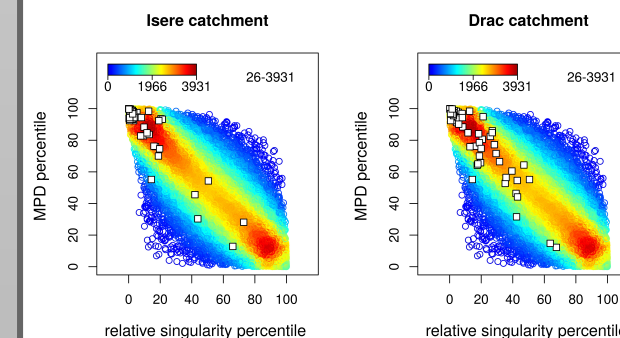 Isere catchment
0 1966 3931
26-3931
MPD percentile
100
80
60
40
20
0
0 20 40 60 80 100
relative singularity percentile
Drac catchment
0 1966 3931
26-3931
MPD percentile
100
80
60
40
20
0
0 20 40 60 80 100
relative singularity percentile